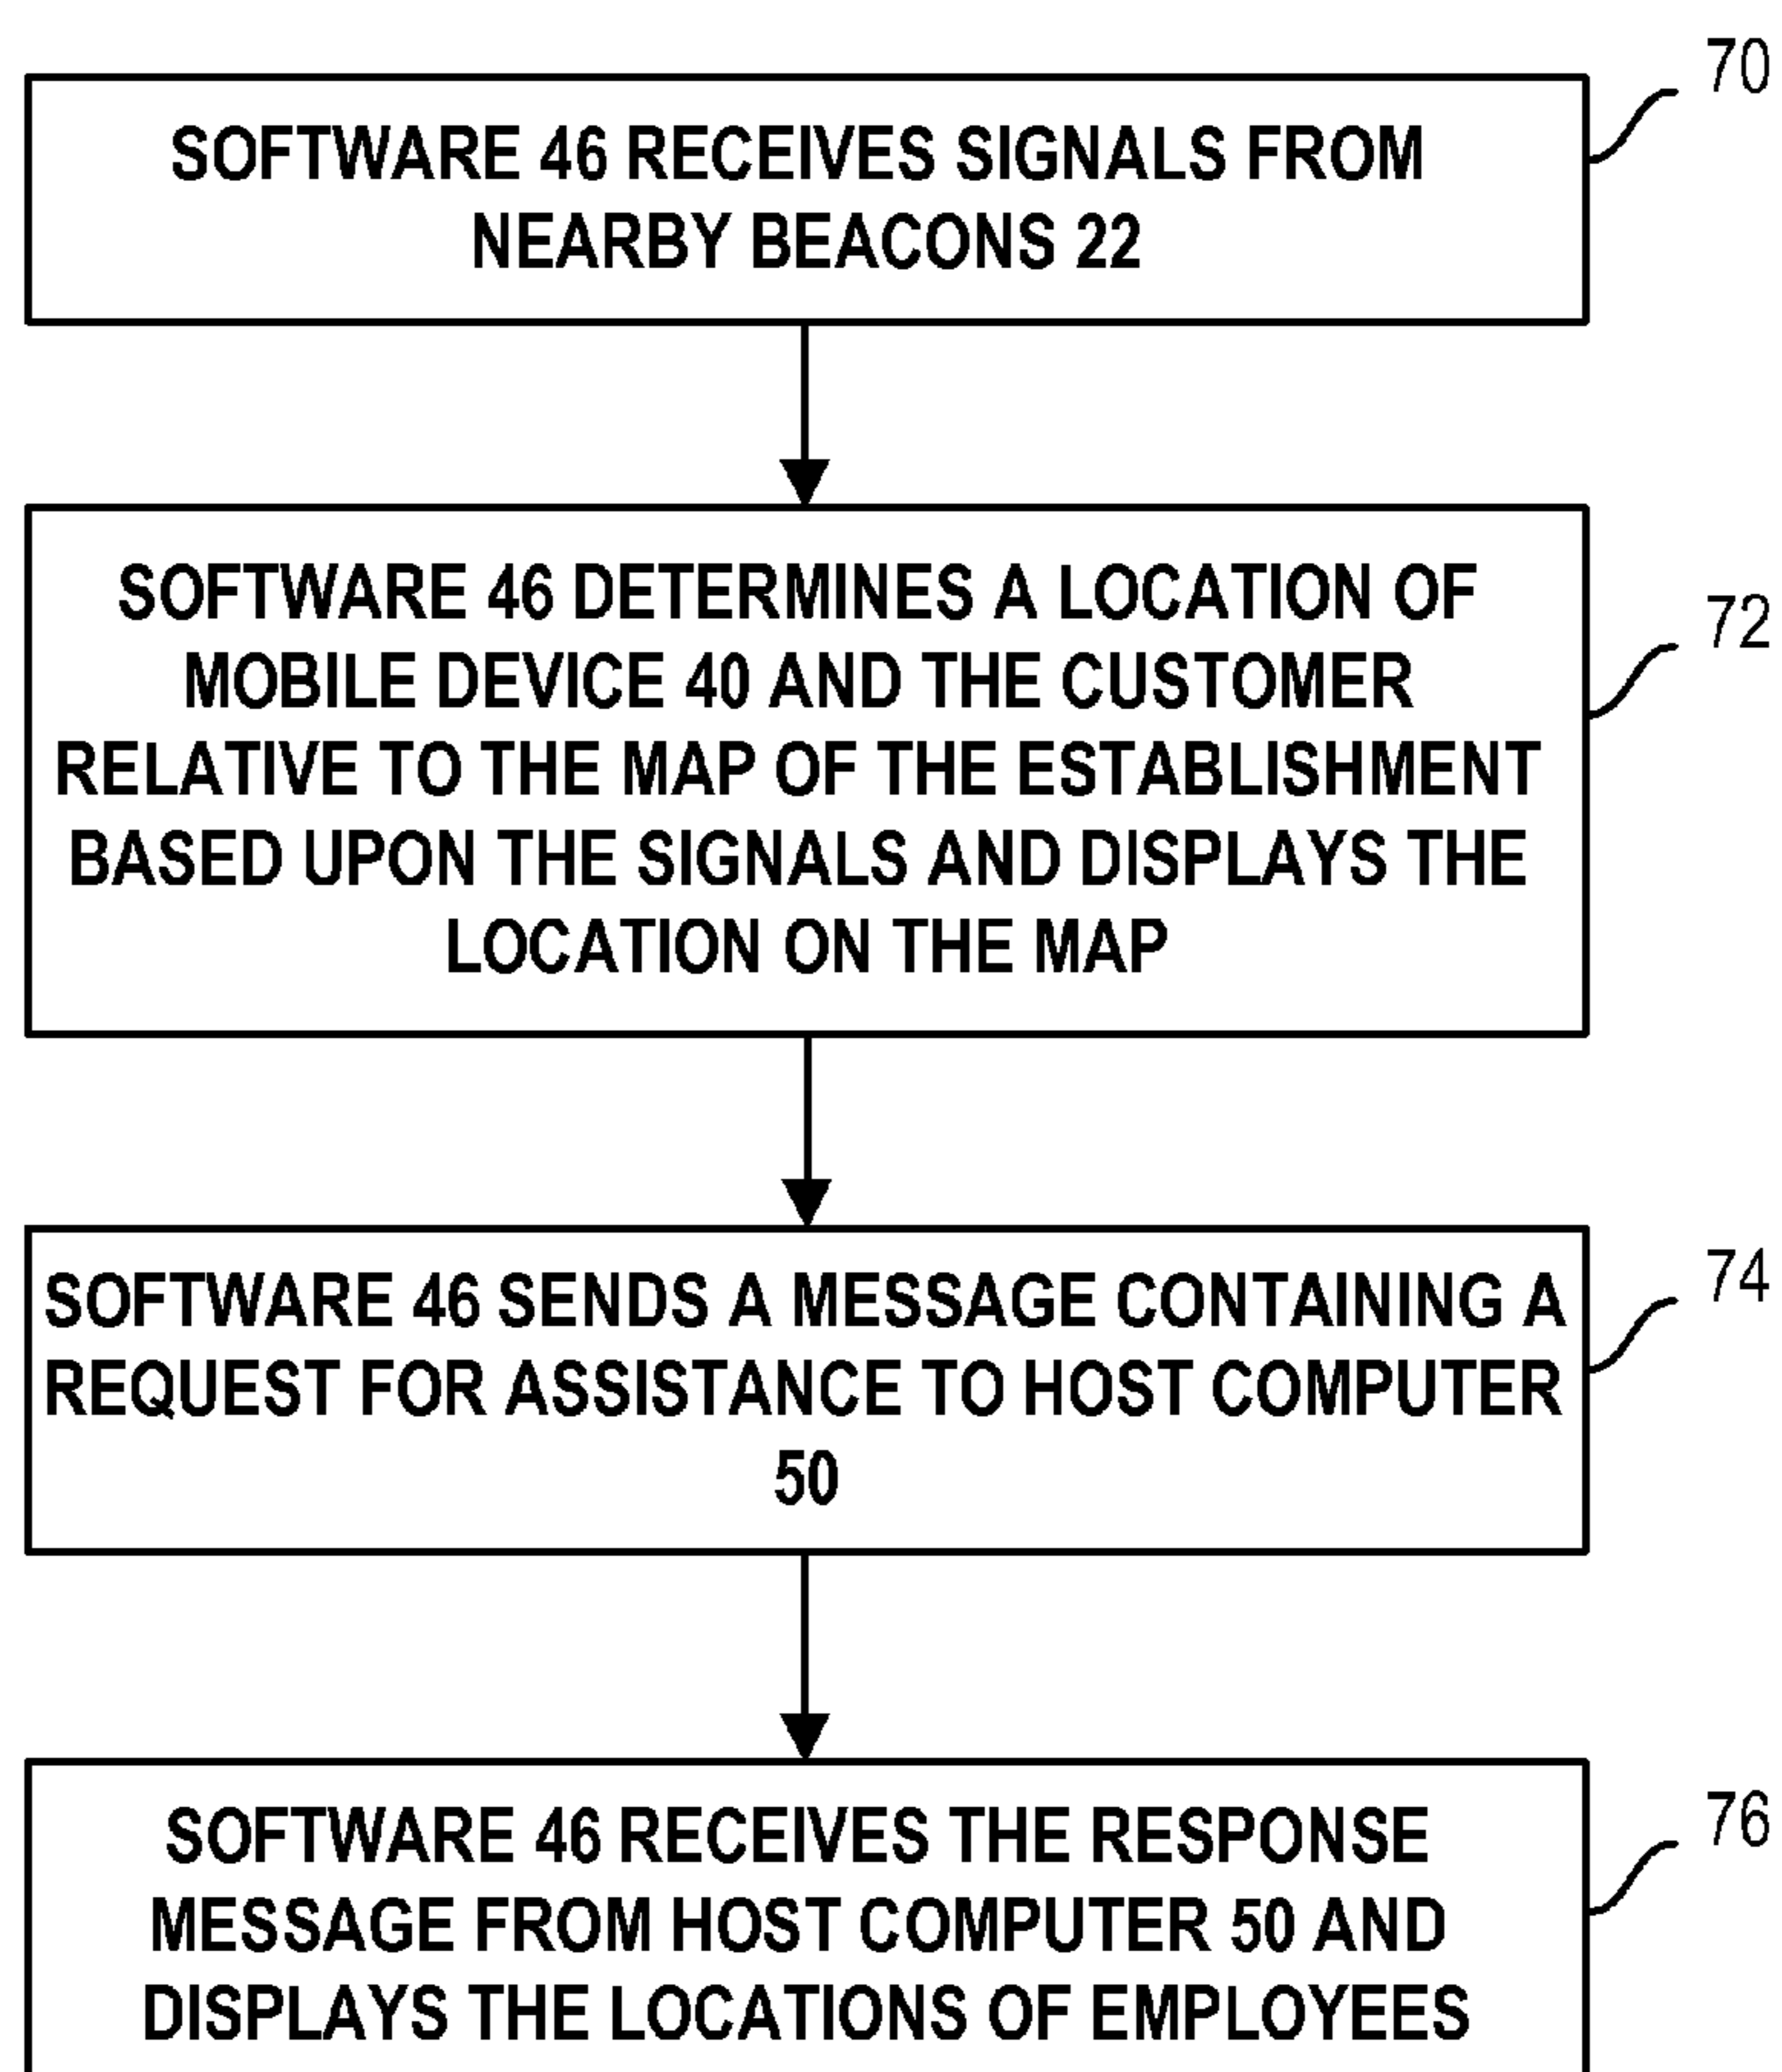 70
SOFTWARE 46 RECEIVES SIGNALS FROM
NEARBY BEACONS 22
72
SOFTWARE 46 DETERMINES A LOCATION OF
MOBILE DEVICE 40 AND THE CUSTOMER
RELATIVE TO THE MAP OF THE ESTABLISHMENT
BASED UPON THE SIGNALS AND DISPLAYS THE
LOCATION ON THE MAP
74
SOFTWARE 46 SENDS A MESSAGE CONTAINING A
REQUEST FOR ASSISTANCE TO HOST COMPUTER
50
76
SOFTWARE 46 RECEIVES THE RESPONSE
MESSAGE FROM HOST COMPUTER 50 AND
DISPLAYS THE LOCATIONS OF EMPLOYEES